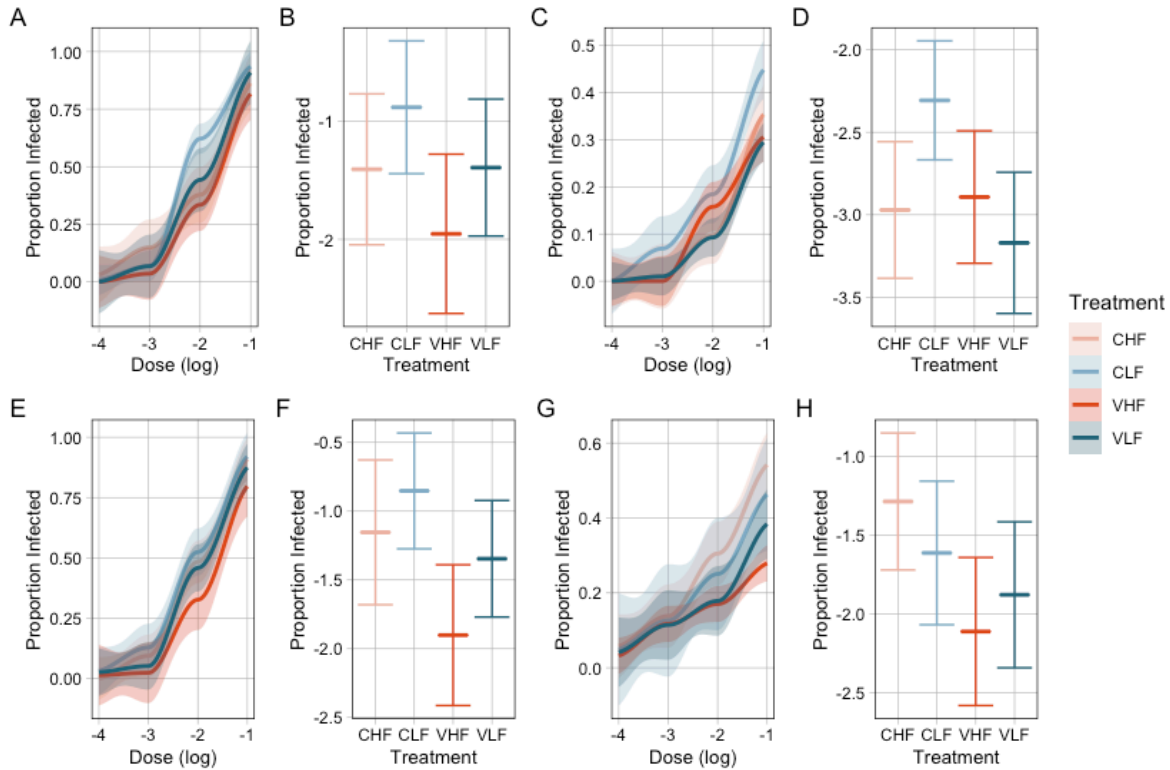 A B C D
Proportion Infected
1.00
0.75
0.50
0.25
0.00
-4 -3 -2 -1
Dose (log)
Proportion Infected
-1
-2
CHF CLF VHF VLF
Treatment
Proportion Infected
0.5
0.4
0.3
0.2
0.1
0.0
-4 -3 -2 -1
Dose (log)
Proportion Infected
-2.0
-2.5
-3.0
-3.5
CHF CLF VHF VLF
Treatment
Treatment
CHF
CLF
VHF
VLF
E F G H
Proportion Infected
1.00
0.75
0.50
0.25
0.00
-4 -3 -2 -1
Dose (log)
Proportion Infected
-0.5
-1.0
-1.5
-2.0
-2.5
CHF CLF VHF VLF
Treatment
Proportion Infected
0.6
0.4
0.2
0.0
-4 -3 -2 -1
Dose (log)
Proportion Infected
-1.0
-1.5
-2.0
-2.5
CHF CLF VHF VLF
Treatment